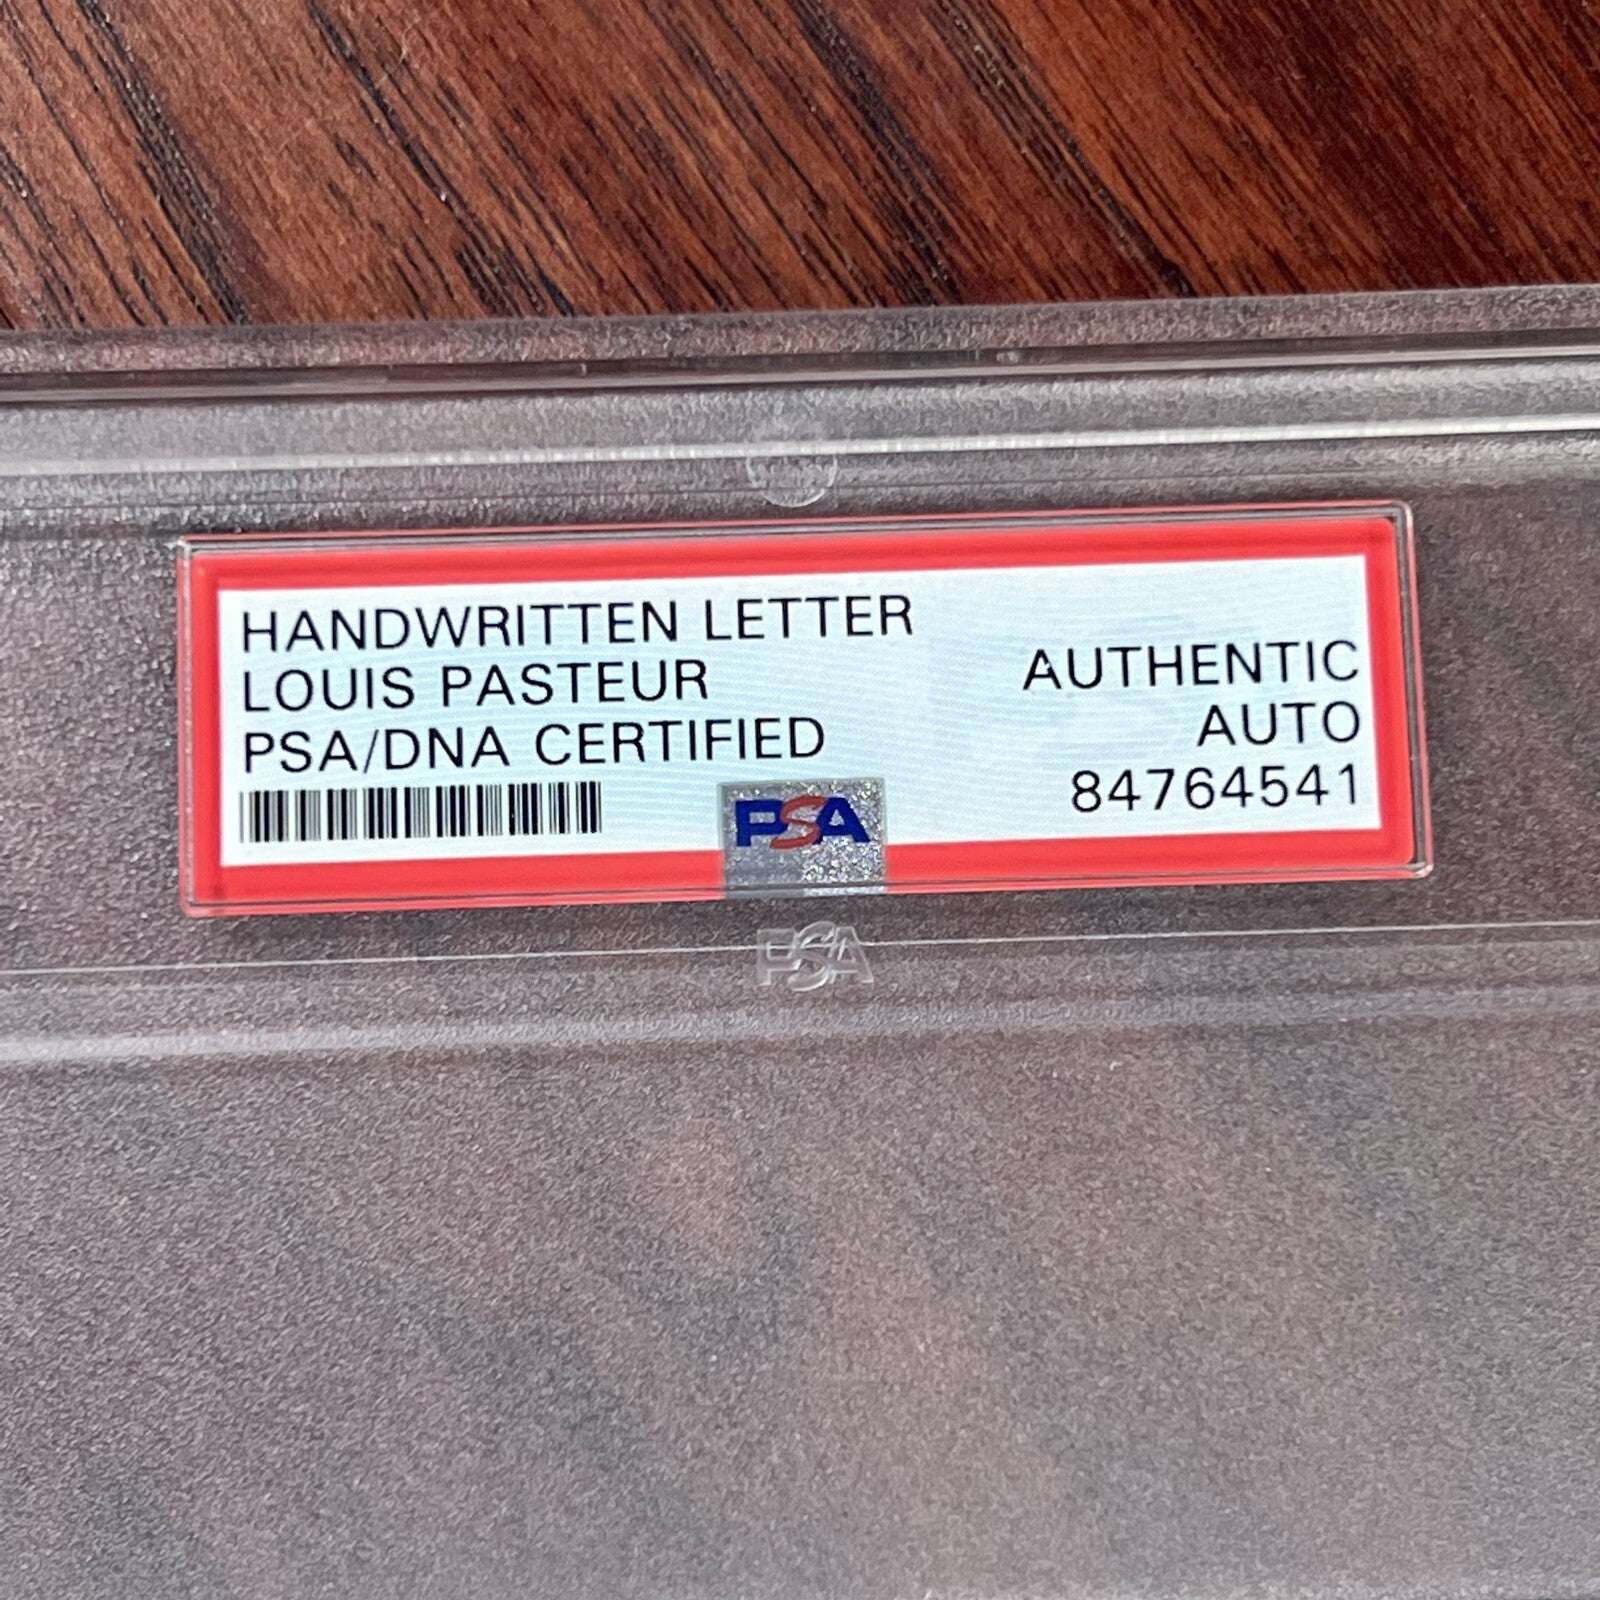 HANDWRITTEN LETTER
LOUIS PASTEUR
PSA/DNA CERTIFIED
AUTHENTIC
AUTO
84764541
PSA
PSA